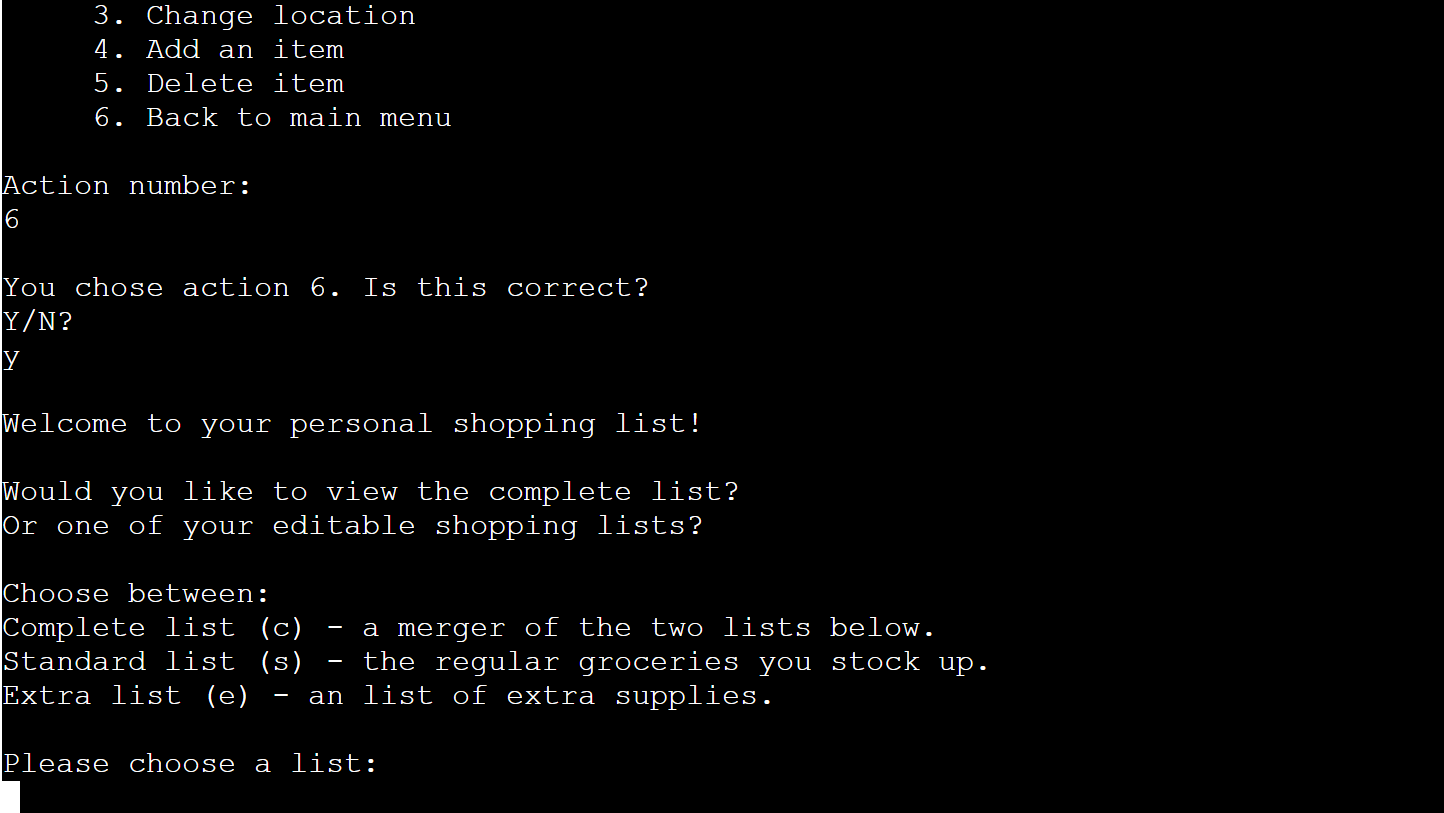 3. Change location
4. Add an item
5. Delete item
6. Back to main menu
Action number:
6
You chose action 6. Is this correct?
Y/N?
y
Welcome to your personal shopping list!
Would you like to view the complete list?
Or one of your editable shopping lists?
Choose between:
Complete list (c) - a merger of the two lists below.
Standard list (s) - the regular groceries you stock up.
Extra list (e) - an list of extra supplies.
Please choose a list: